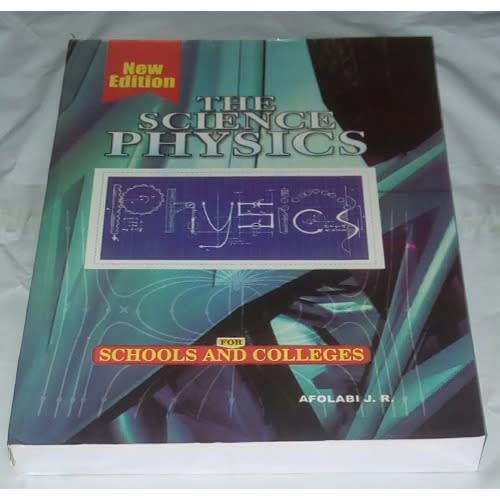 New
Edition
THE
SCIENCE
PHYSICS
Physics
FOR
SCHOOLS AND COLLEGES
AFOLABI J. R.